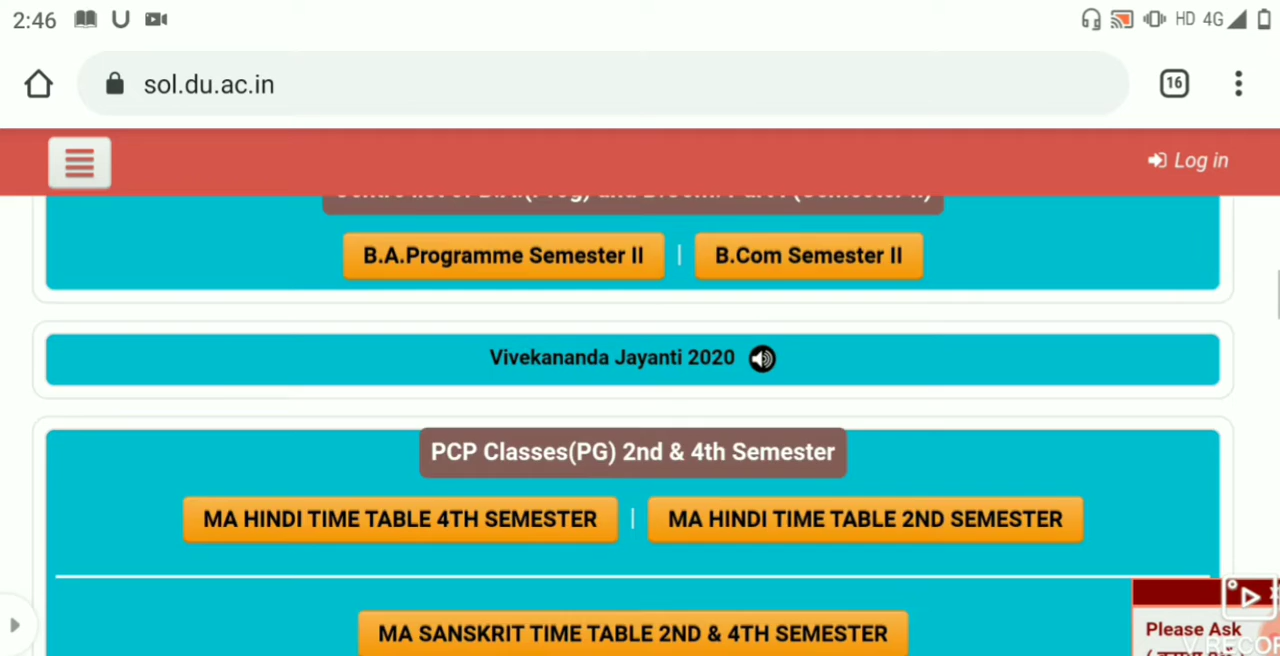 2:46
HD 4G
sol.du.ac.in
16
Log in
B.A.Programme Semester II | B.Com Semester II
Vivekananda Jayanti 2020
PCP Classes(PG) 2nd & 4th Semester
MA HINDI TIME TABLE 4TH SEMESTER | MA HINDI TIME TABLE 2ND SEMESTER
MA SANSKRIT TIME TABLE 2ND & 4TH SEMESTER
Please Ask